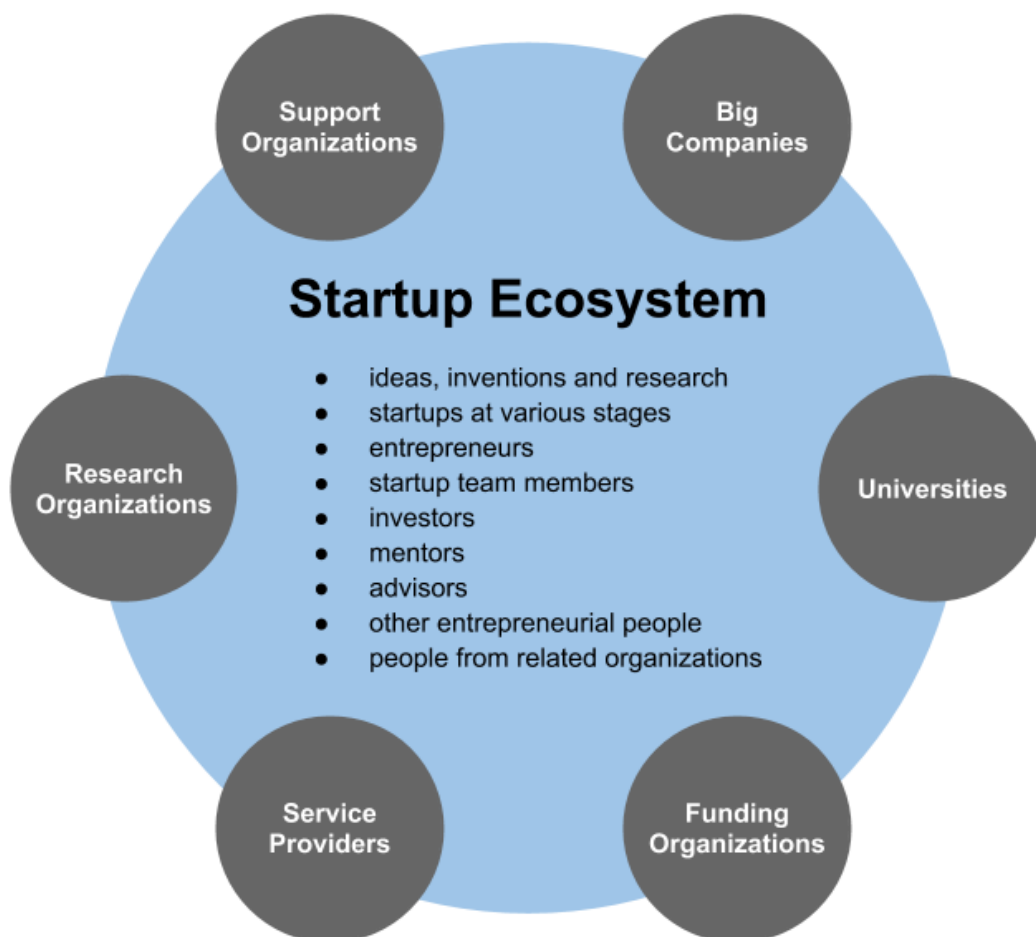 Support
Organizations
Big
Companies
Startup Ecosystem
● ideas, inventions and research
● startups at various stages
● entrepreneurs
● startup team members
● investors
● mentors
● advisors
● other entrepreneurial people
● people from related organizations
Research
Organizations
Universities
Service
Providers
Funding
Organizations